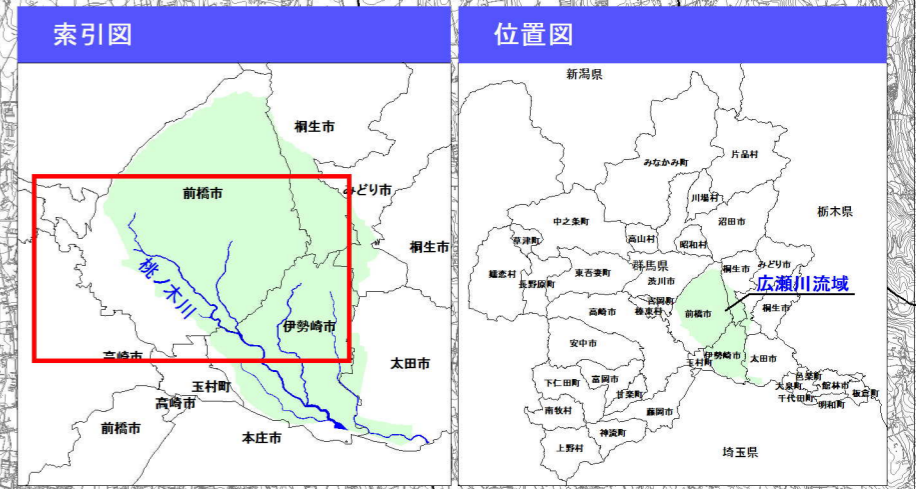 索引図
桐生市
みどり市
前橋市
桐生市
桃ノ木川
伊勢崎市
高崎市
太田市
玉村町
高崎市
前橋市
本庄市
位置図
新潟県
みなかみ町
片品村
川場村
栃木県
中之条町
沼田市
草津町
高山村
昭和村
嬬恋村
東吾妻町
群馬県
桐生市
みどり市
長野原町
渋川市
広瀬川流域
吉岡町
榛東村
高崎市
前橋市
桐生市
安中市
玉村町
伊勢崎市
太田市
下仁田町
富岡市
甘楽町
邑楽町
大泉町
館林市
板倉町
千代田町
明和町
南牧村
藤岡市
神流町
上野村
埼玉県